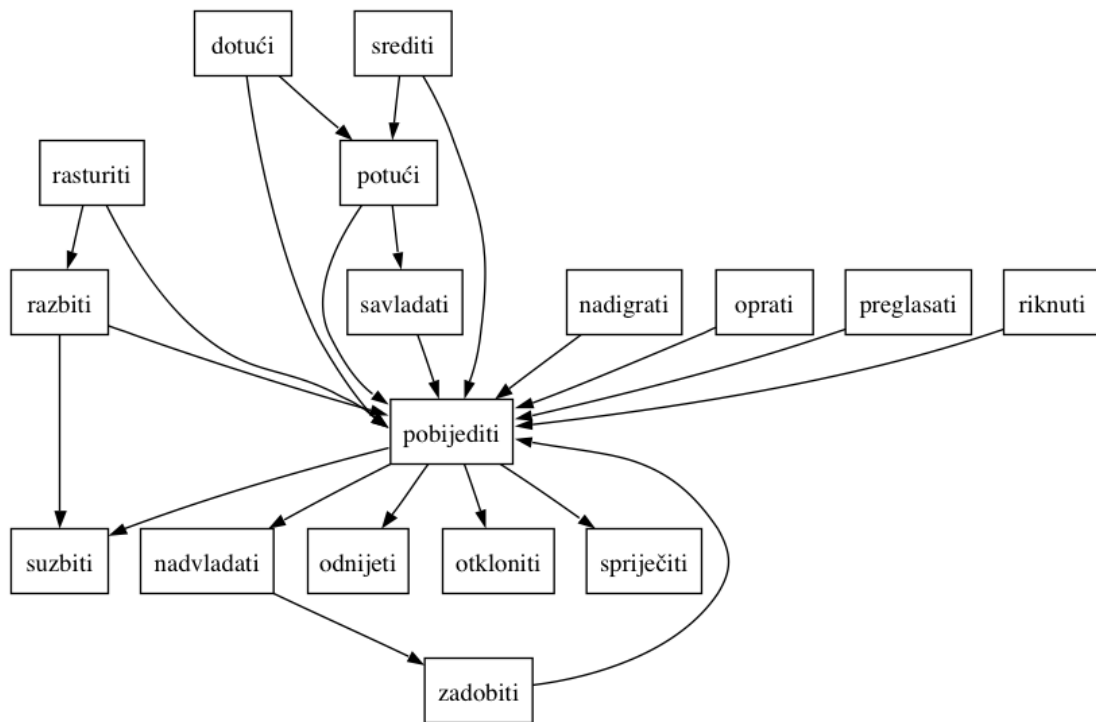 dotući
srediti
rasturiti
potući
razbiti
savladati
nadigrati
oprati
preglasati
riknuti
pobijediti
suzbiti
nadvladati
odnijeti
otkloniti
spriječiti
zadobiti